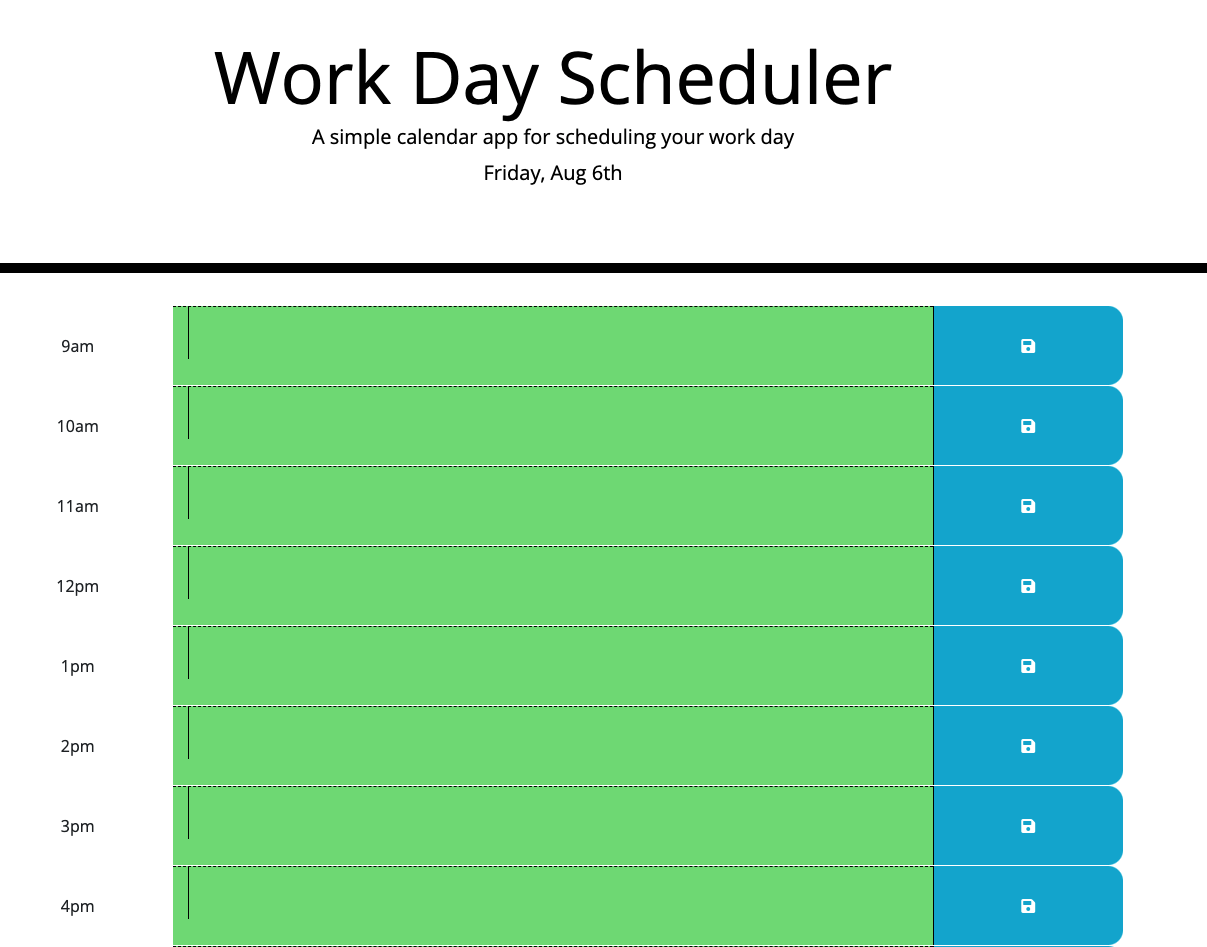 Work Day Scheduler
A simple calendar app for scheduling your work day
Friday, Aug 6th
9am
10am
11am
12pm
1pm
2pm
3pm
4pm